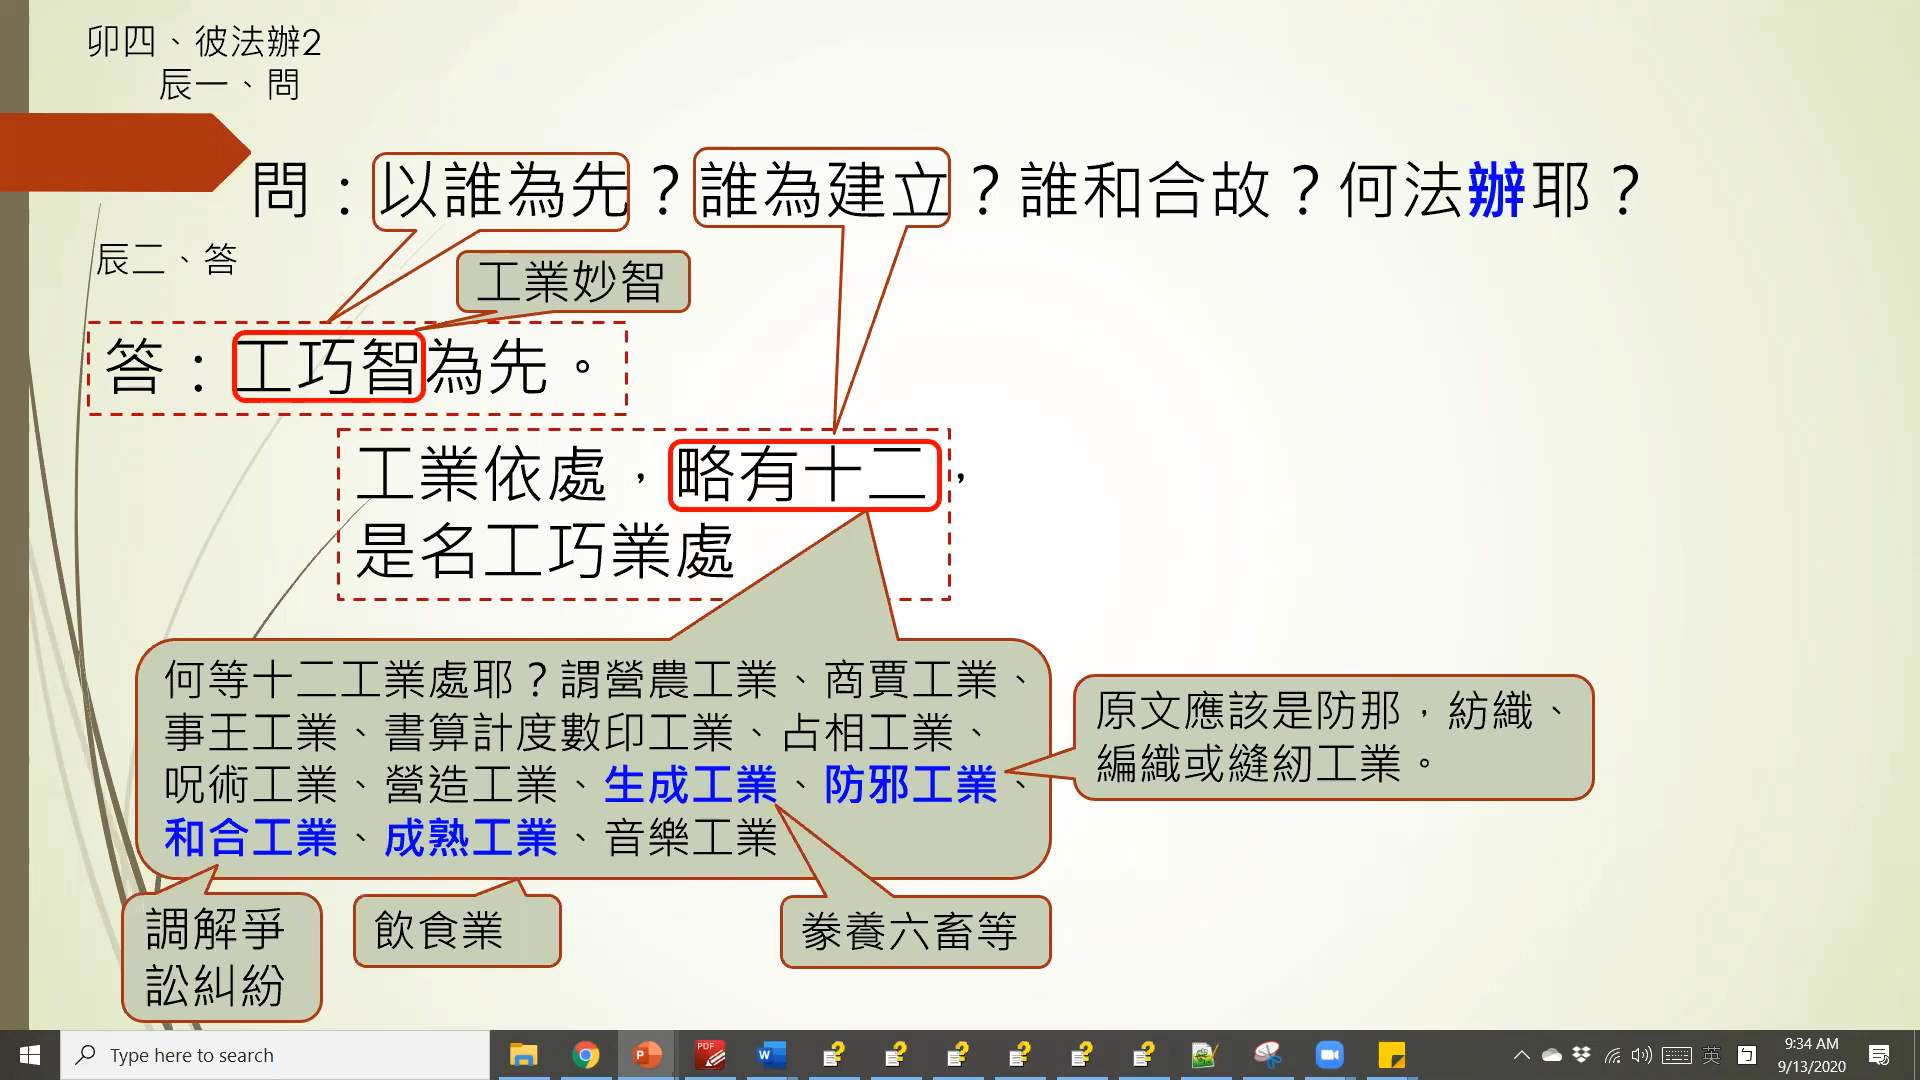 卯四、彼法辦2
辰一、問
問：以誰為先？誰為建立？誰和合故？何法辦耶？
辰二、答
工業妙智
答：工巧智為先。
工業依處，略有十二，
是名工巧業處
何等十二工業處耶？謂營農工業、商賈工業、
事王工業、書算計度數印工業、占相工業、
呪術工業、營造工業、生成工業、防邪工業、
和合工業、成熟工業、音樂工業
原文應該是防那，紡織、
編織或縫紉工業。
調解爭
訟糾紛
飲食業
豢養六畜等
Type here to search
英
9:34 AM
9/13/2020